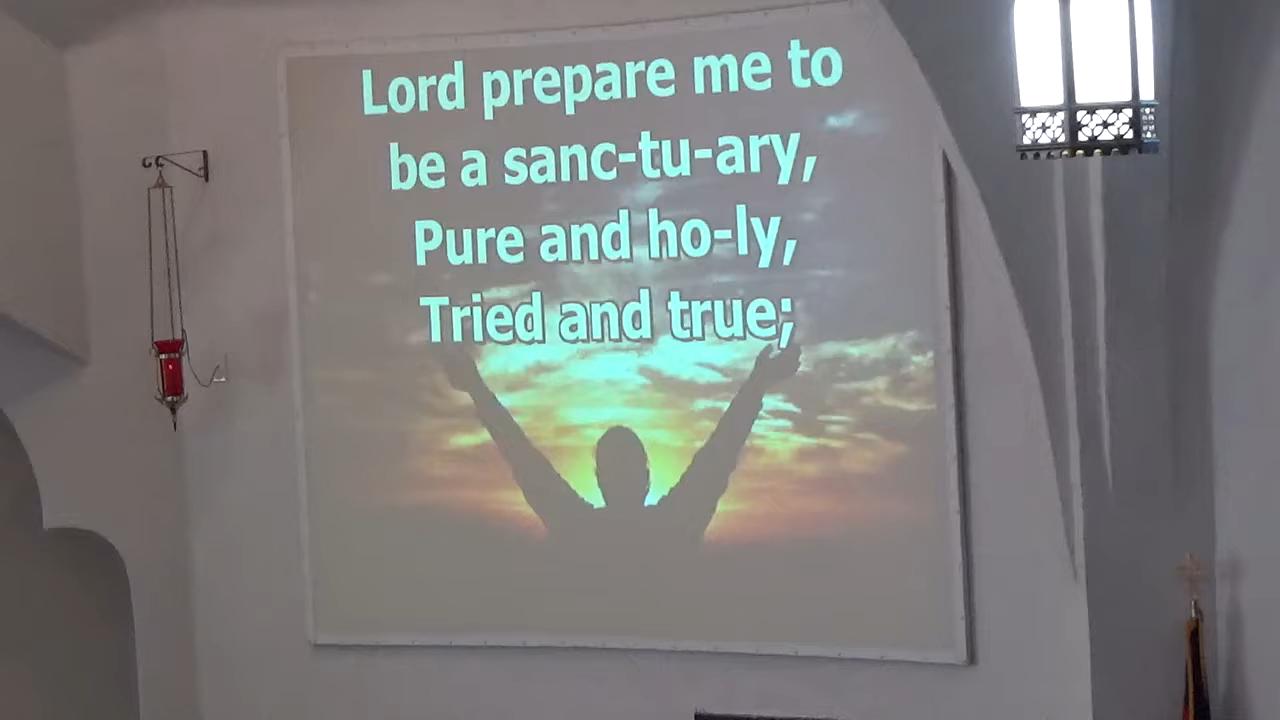 Lord prepare me to
be a sanc-tu-ary,
Pure and ho-ly,
Tried and true;